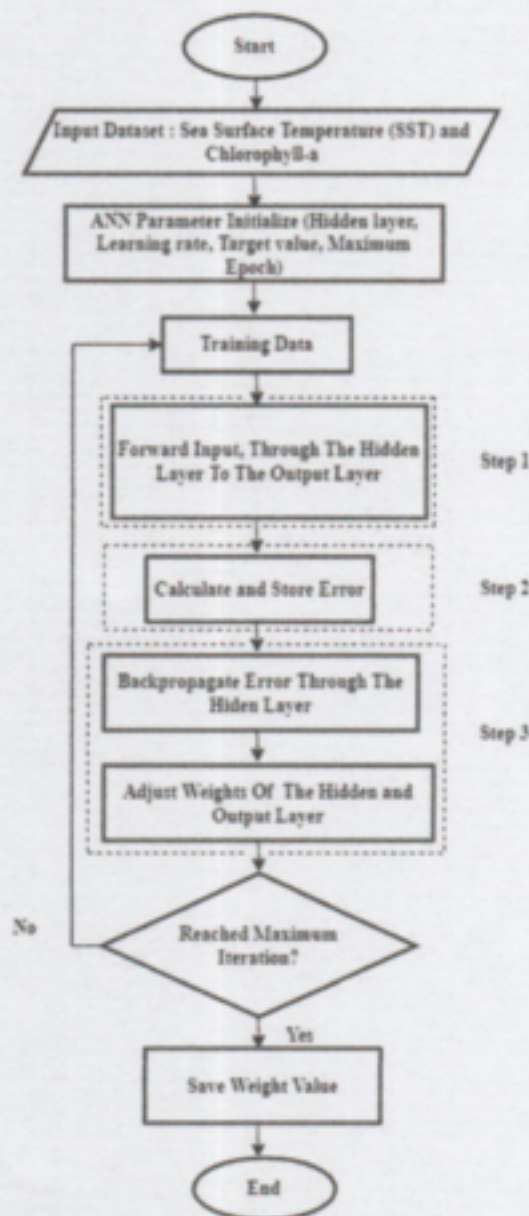 Start
Input Dataset : Sea Surface Temperature (SST) and
Chlorophyll-a
ANN Parameter Initialize (Hidden layer,
Learning rate, Target value, Maximum
Epoch)
Training Data
Forward Input, Through The Hidden
Layer To The Output Layer
Step 1
Calculate and Store Error
Step 2
Backpropagate Error Through The
Hiden Layer
Step 3
Adjust Weights Of The Hidden and
Output Layer
No
Reached Maximum
Iteration?
Yes
Save Weight Value
End